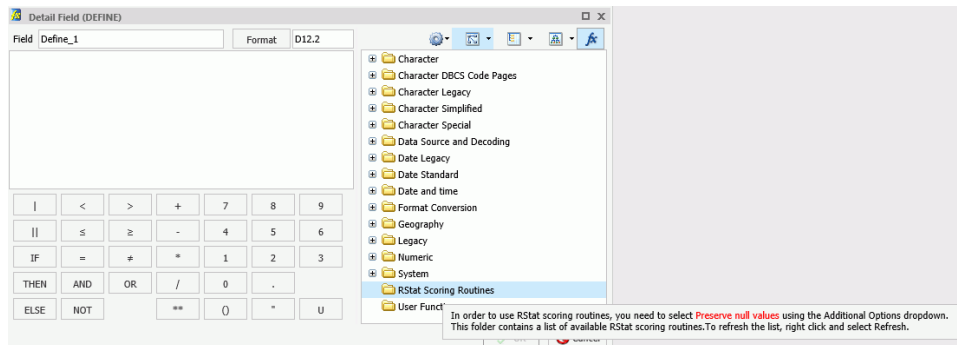 Detail Field (DEFINE)
Field Define_1 Format D12.2
fx
Character
Character DBCS Code Pages
Character Legacy
Character Simplified
Character Special
Data Source and Decoding
Date Legacy
Date Standard
Date and time
Format Conversion
Geography
Legacy
Numeric
System
RStat Scoring Routines
User Funct
| < > + 7 8 9
|| ≤ ≥ - 4 5 6
IF = ≠ * 1 2 3
THEN AND OR / 0 .
ELSE NOT ** () " U
In order to use RStat scoring routines, you need to select Preserve null values using the Additional Options dropdown.
This folder contains a list of available RStat scoring routines.To refresh the list, right click and select Refresh.
OK Cancel